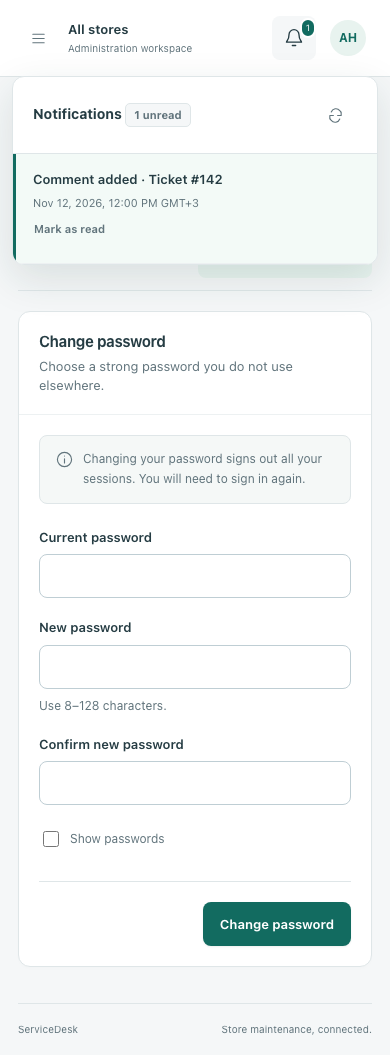 All stores
Administration workspace
1
AH
Notifications 1 unread
Comment added · Ticket #142
Nov 12, 2026, 12:00 PM GMT+3
Mark as read
Change password
Choose a strong password you do not use
elsewhere.
Changing your password signs out all your
sessions. You will need to sign in again.
Current password
New password
Use 8–128 characters.
Confirm new password
Show passwords
Change password
ServiceDesk
Store maintenance, connected.